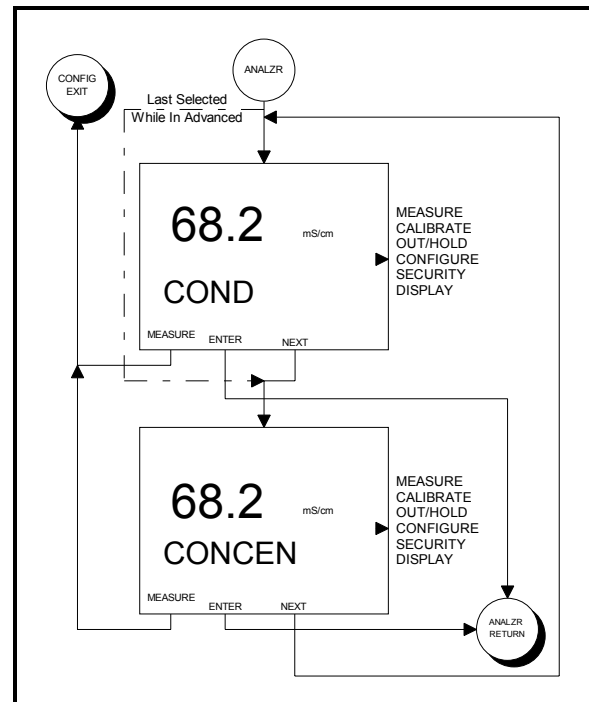 CONFIG
EXIT
ANALZR
Last Selected
While In Advanced
68.2 mS/cm
COND
MEASURE ENTER NEXT
MEASURE
CALIBRATE
OUT/HOLD
CONFIGURE
SECURITY
DISPLAY
68.2 mS/cm
CONCEN
MEASURE ENTER NEXT
MEASURE
CALIBRATE
OUT/HOLD
CONFIGURE
SECURITY
DISPLAY
ANALZR
RETURN